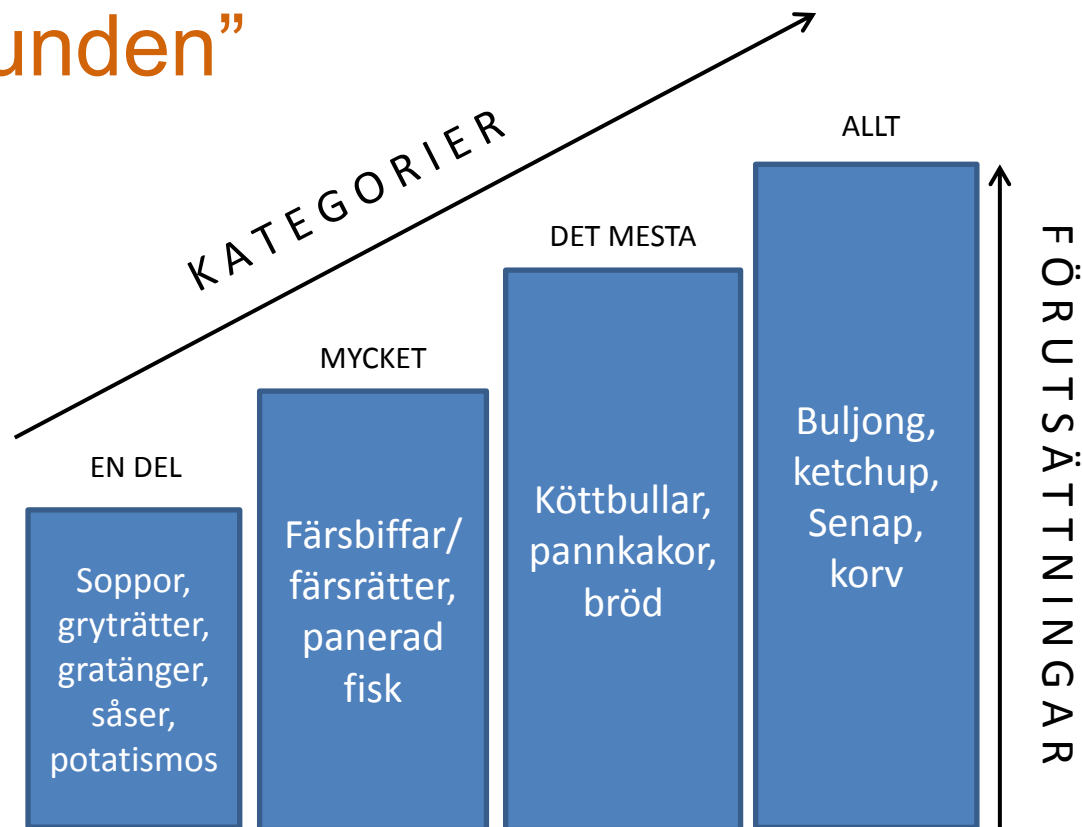 unden”
KATEGORIER
ALLT
DET MESTA
MYCKET
EN DEL
Soppor,
gryträtter,
gratänger,
såser,
potatismos
Färsbiffar/
färsrätter,
panerad
fisk
Köttbullar,
pannkakor,
bröd
Buljong,
ketchup,
Senap,
korv
FÖRUTSÄTTNINGAR